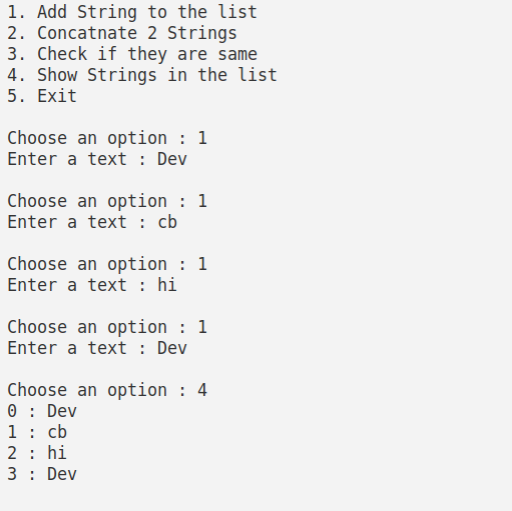 1. Add String to the list
2. Concatnate 2 Strings
3. Check if they are same
4. Show Strings in the list
5. Exit
Choose an option : 1
Enter a text : Dev
Choose an option : 1
Enter a text : cb
Choose an option : 1
Enter a text : hi
Choose an option : 1
Enter a text : Dev
Choose an option : 4
0 : Dev
1 : cb
2 : hi
3 : Dev